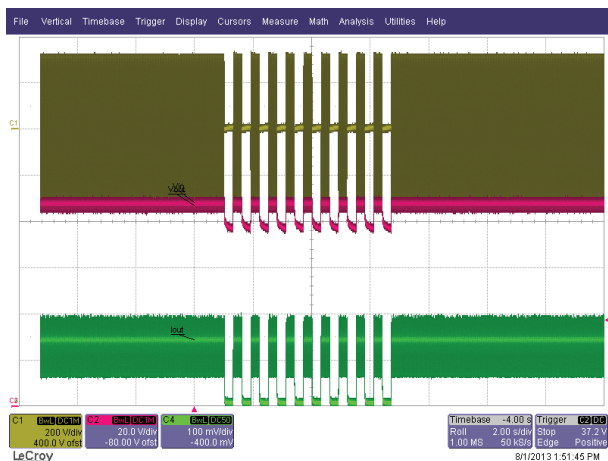 File Vertical Timebase Trigger Display Cursors Measure Math Analysis Utilities Help
C1
Iout
C1 BwL DC1M
200 V/div
400.0 V ofst
C2 BwL DC1M
20.0 V/div
-80.00 V ofst
C4 BwL DC50
100 mV/div
-400.0 mV
Timebase -4.00 s
Roll 2.00 s/div
1.00 MS 50 kS/s
Trigger C2 DC
Stop 37.2 V
Edge Positive
LeCroy
8/1/2013 1:51:45 PM